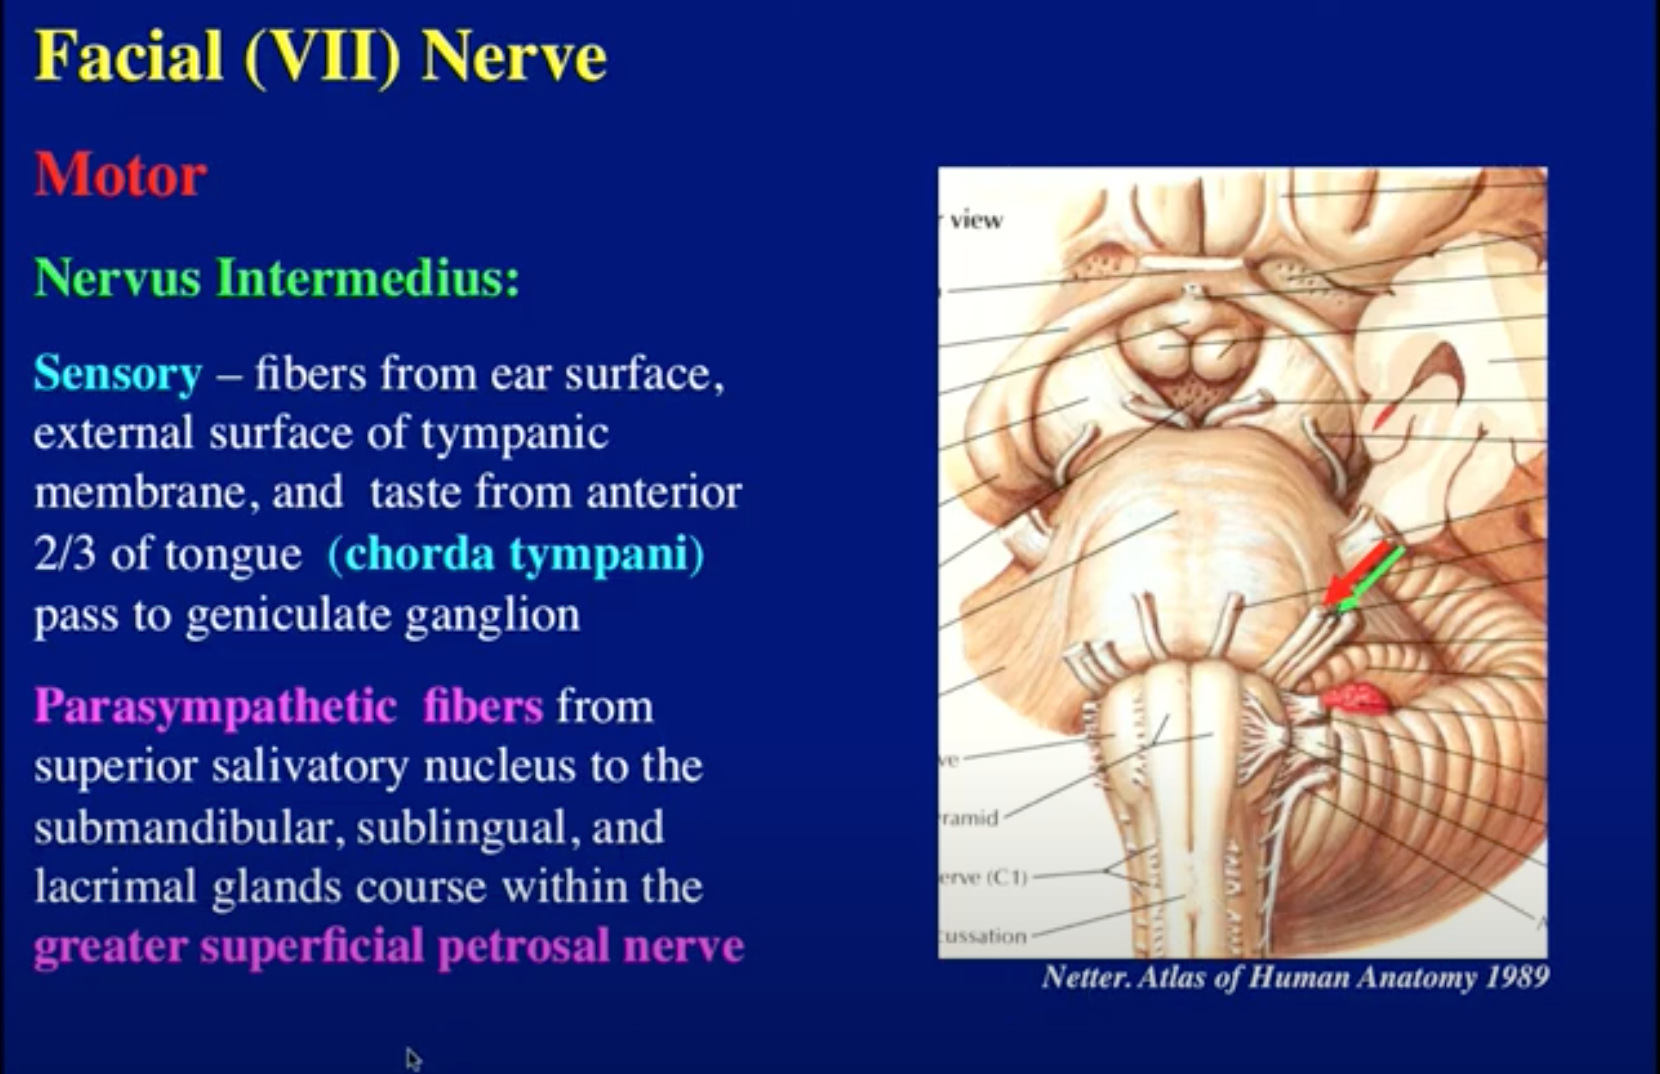 Facial (VII) Nerve
Motor
Nervus Intermedius:
Sensory – fibers from ear surface,
external surface of tympanic
membrane, and taste from anterior
2/3 of tongue (chorda tympani)
pass to geniculate ganglion
Parasympathetic fibers from
superior salivatory nucleus to the
submandibular, sublingual, and
lacrimal glands course within the
greater superficial petrosal nerve
view
ve
ramid
erve (C1)
cussation
Netter. Atlas of Human Anatomy 1989